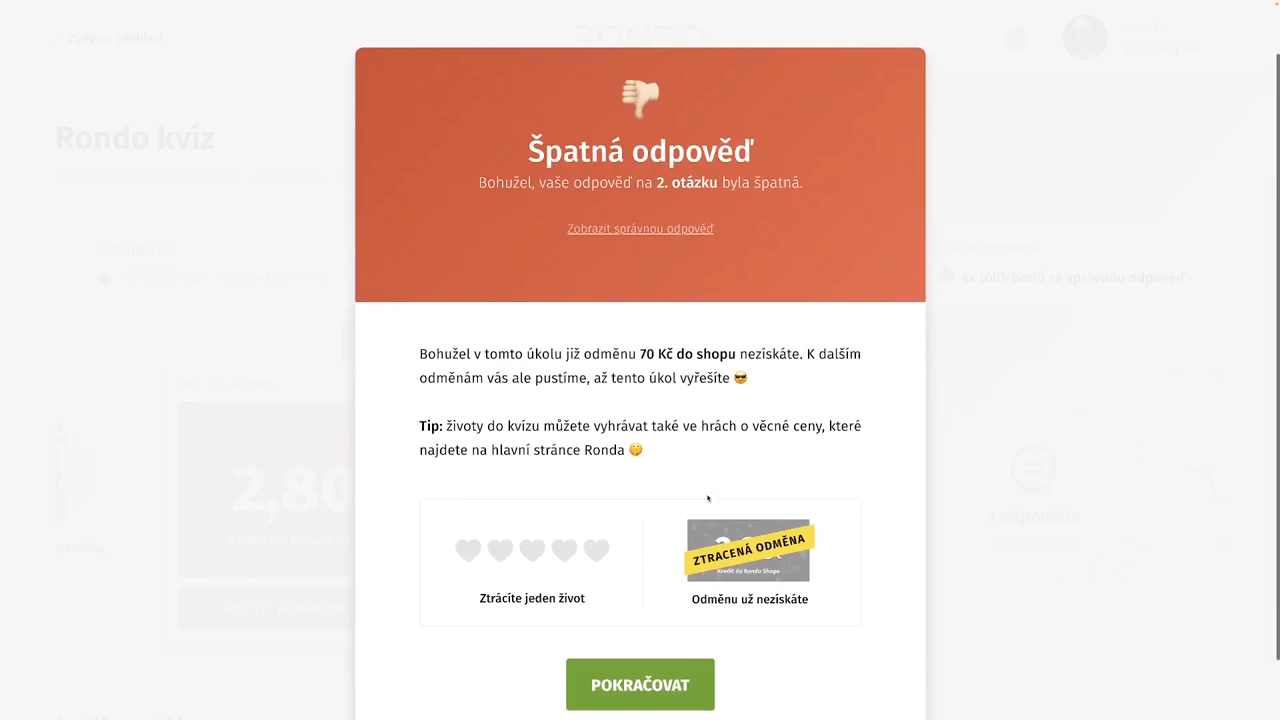 Zpět na přehled
RONDO
Rondo kvíz
Špatná odpověď
Bohužel, vaše odpověď na 2. otázku byla špatná.
Zobrazit správnou odpověď
4x tolik bodů za správnou odpověď
Bohužel v tomto úkolu již odměnu 70 Kč do shopu nezískáte. K dalším
odměnám vás ale pustíme, až tento úkol vyřešíte 😎
Tip: životy do kvízu můžete vyhrávat také ve hrách o věcné ceny, které
najdete na hlavní stránce Ronda 🤭
2,80
nápověda
ZTRACENÁ ODMĚNA
Kredit do Rondo Shopu
Ztrácíte jeden život
Odměnu už nezískáte
POKRAČOVAT